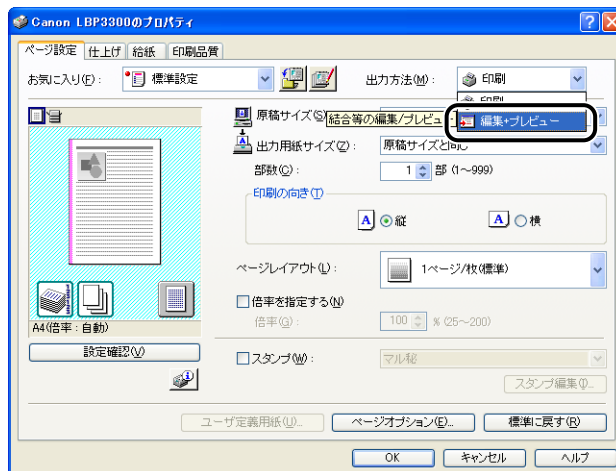 Canon LBP3300のプロパティ
ページ設定 仕上げ 給紙 印刷品質
お気に入り(F): 標準設定 出力方法(M): 印刷
印刷
原稿サイズ(S) 結合等の編集/プレビュー 編集+プレビュー
出力用紙サイズ(Z): 原稿サイズと同じ
部数(C): 1 部 (1～999)
印刷の向き(T)
A 縦 A 横
ページレイアウト(L): 1ページ/枚(標準)
倍率を指定する(N)
倍率(G): 100 % (25～200)
A4(倍率:自動)
設定確認(V)
スタンプ(W): マル秘
スタンプ編集(I)...
ユーザ定義用紙(U)... ページオプション(E)... 標準に戻す(R)
OK キャンセル ヘルプ